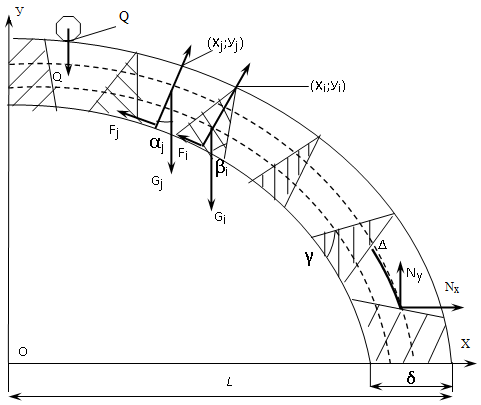 y
Q
Q
(xj;yj)
(xi;yi)
Fj
αj
Fi
βi
Gj
Gi
γ
Δ
Ny
Nx
O
X
L
δ